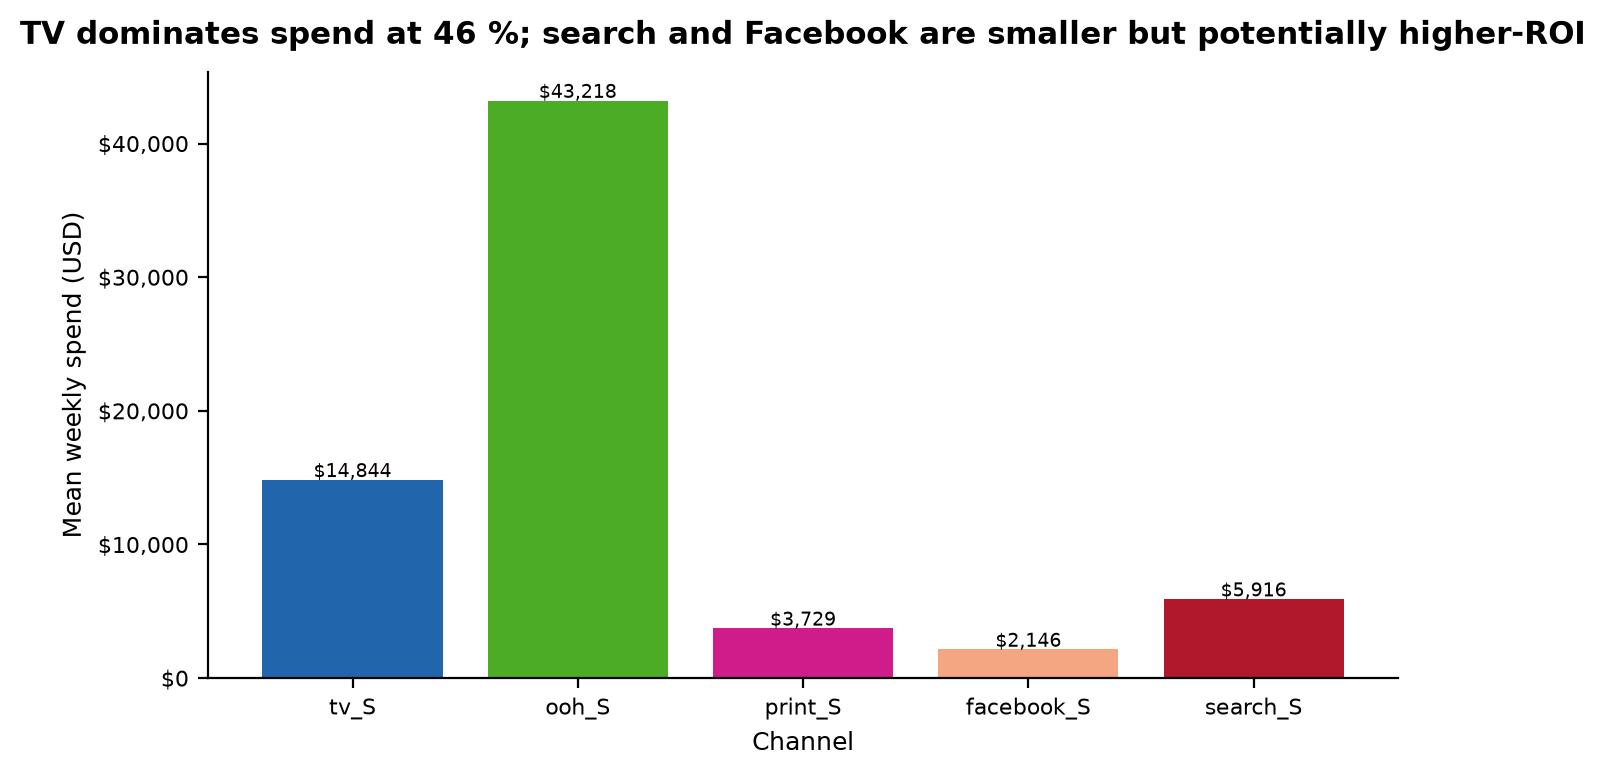 TV dominates spend at 46 %; search and Facebook are smaller but potentially higher-ROI
Mean weekly spend (USD)
$40,000
$30,000
$20,000
$10,000
$0
$14,844
$43,218
$3,729
$2,146
$5,916
tv_S
ooh_S
print_S
facebook_S
search_S
Channel